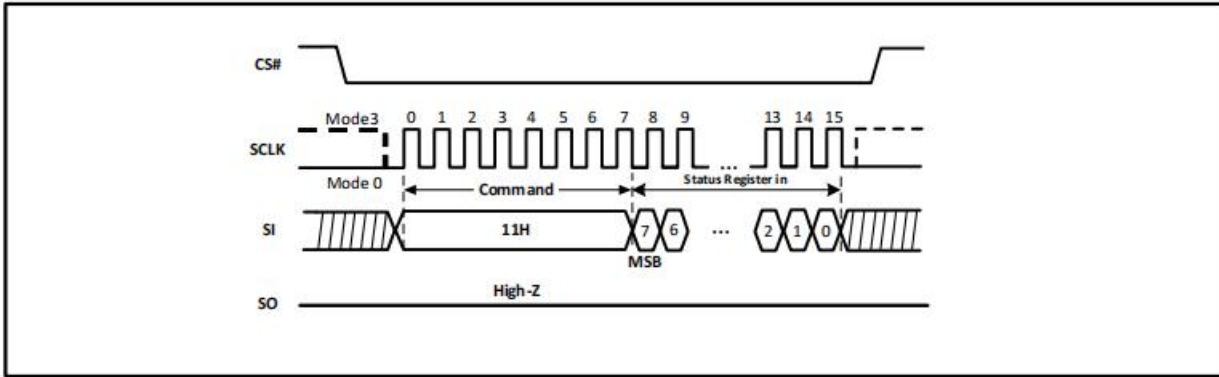 CS#
Mode3 0 1 2 3 4 5 6 7 8 9 13 14 15
SCLK
...
Mode 0
Command Status Register in
SI 11H 7 6 ... 2 1 0
MSB
High-Z
SO